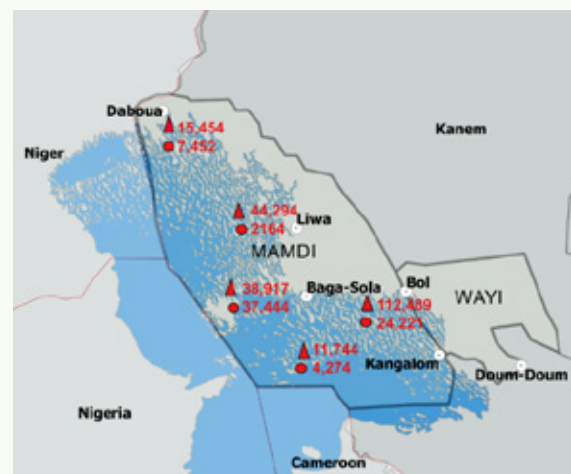 Daboua
15,454
7,452
Kanem
Niger
44,294
2164
Liwa
MAMDI
38,917
37,444
Baga-Sola
Bol
112,489
24,221
WAYI
11,744
4,274
Kangalom
Doum-Doum
Nigeria
Cameroon